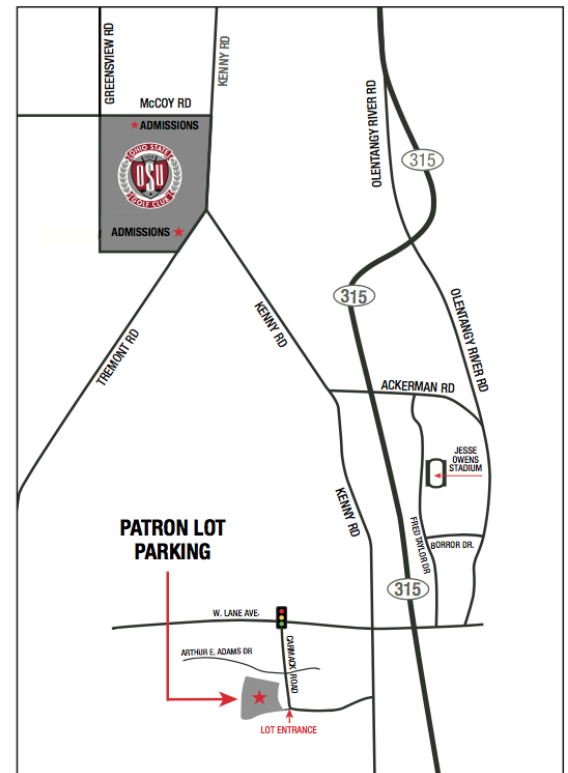 GREENSVIEW RD
KENNY RD
McCOY RD
ADMISSIONS
OHIO STATE
OSU
GOLF CLUB
ADMISSIONS
OLENTANGY RIVER RD
315
315
TREMONT RD
KENNY RD
OLENTANGY RIVER RD
ACKERMAN RD
JESSE
OWENS
STADIUM
KENNY RD
FRED TAYLOR DR
BORROR DR.
PATRON LOT
PARKING
315
W. LANE AVE.
CARMACK ROAD
ARTHUR E. ADAMS DR
LOT ENTRANCE